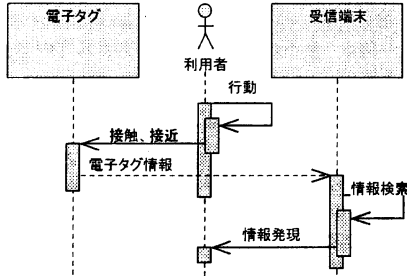 電子タグ
利用者
受信端末
行動
接触、接近
電子タグ情報
情報検索
情報発現